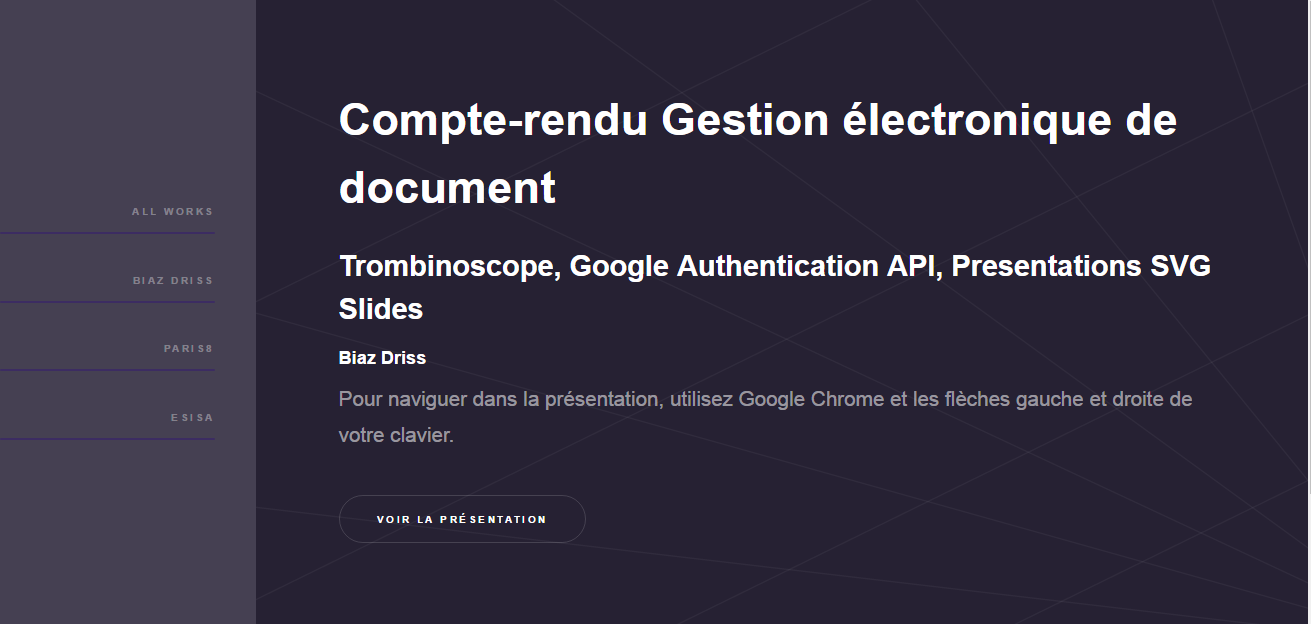 ALL WORKS
BIAZ DRISS
PARIS8
ESISA
Compte-rendu Gestion électronique de
document
Trombinoscope, Google Authentication API, Presentations SVG
Slides
Biaz Driss
Pour naviguer dans la présentation, utilisez Google Chrome et les flèches gauche et droite de
votre clavier.
VOIR LA PRÉSENTATION